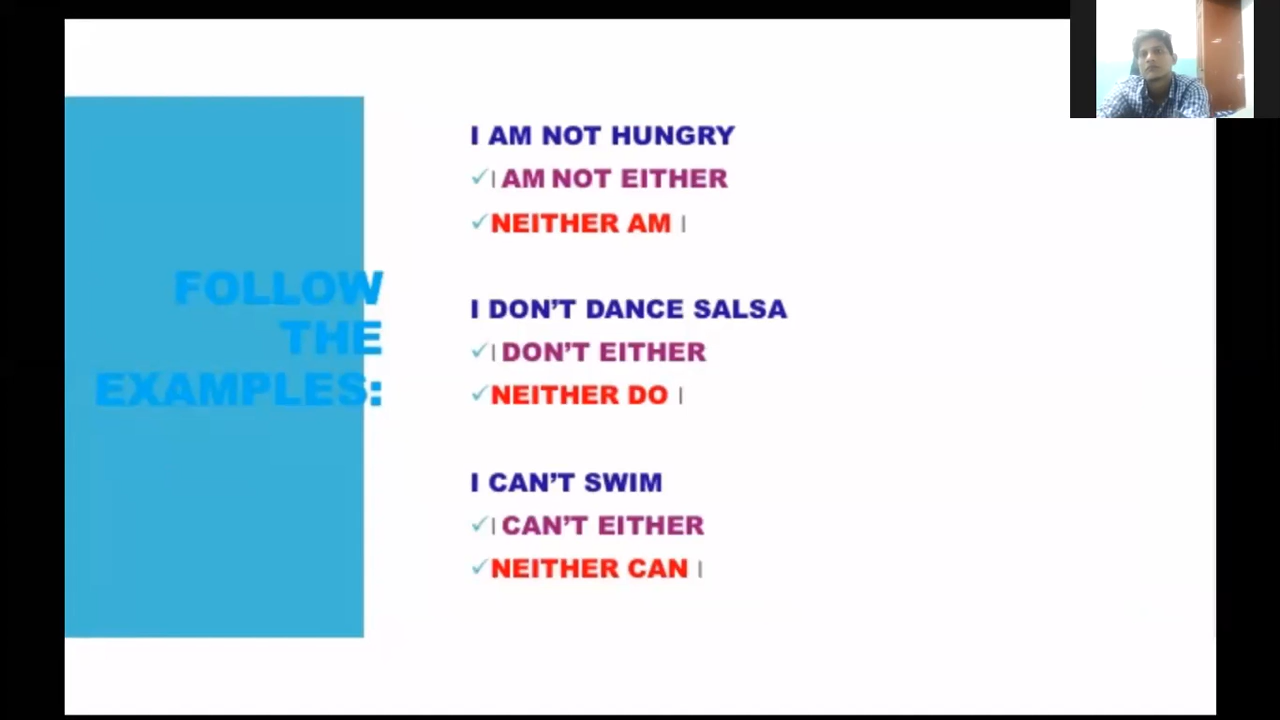 FOLLOW
THE
EXAMPLES:
I AM NOT HUNGRY
✓I AM NOT EITHER
✓NEITHER AM I
I DON'T DANCE SALSA
✓I DON'T EITHER
✓NEITHER DO I
I CAN'T SWIM
✓I CAN'T EITHER
✓NEITHER CAN I